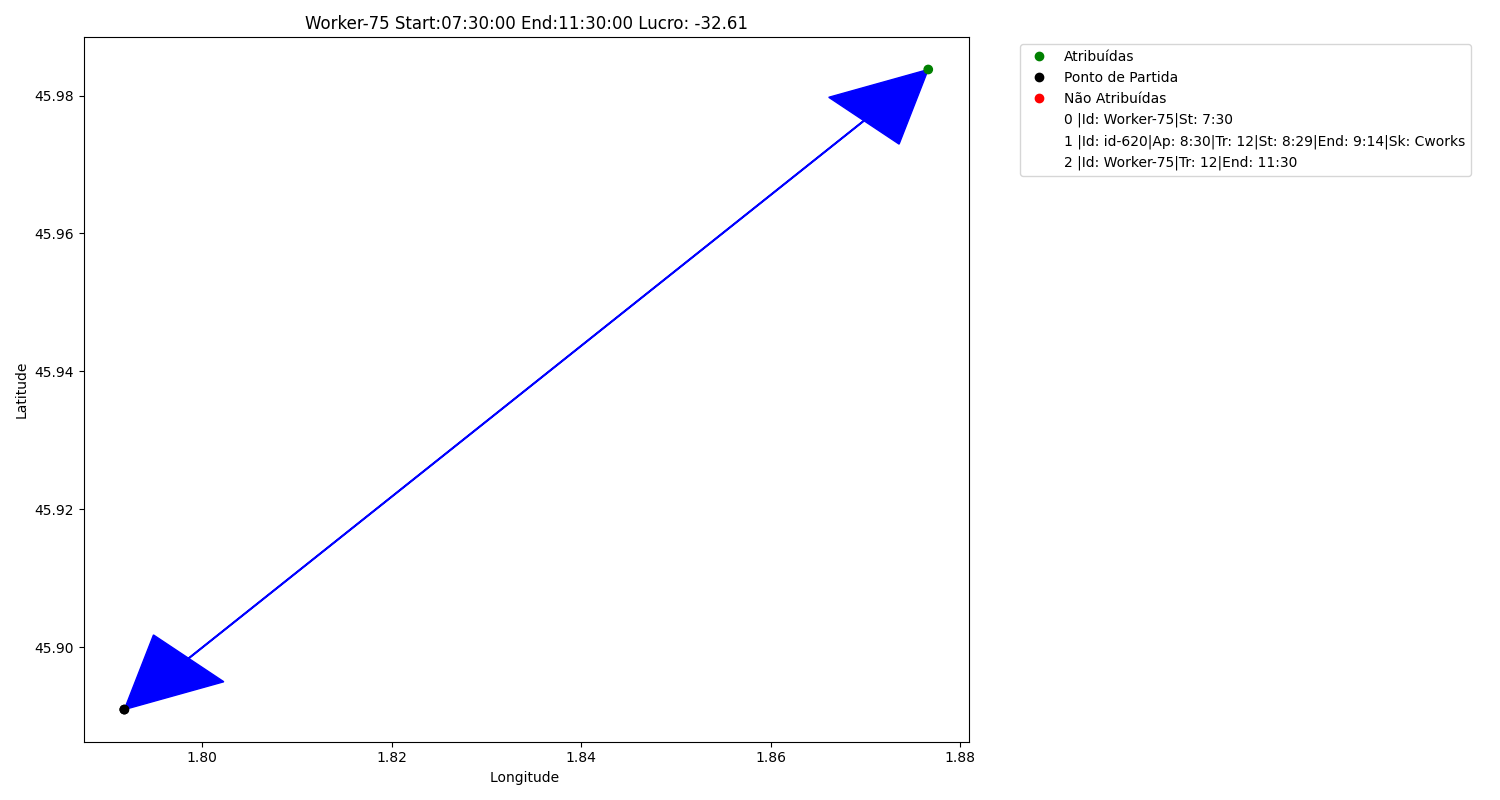 Worker-75 Start:07:30:00 End:11:30:00 Lucro: -32.61
Atribuídas
Ponto de Partida
Não Atribuídas
0 |Id: Worker-75|St: 7:30
1 |Id: id-620|Ap: 8:30|Tr: 12|St: 8:29|End: 9:14|Sk: Cworks
2 |Id: Worker-75|Tr: 12|End: 11:30
Latitude
45.98
45.96
45.94
45.92
45.90
1.80 1.82 1.84 1.86 1.88
Longitude